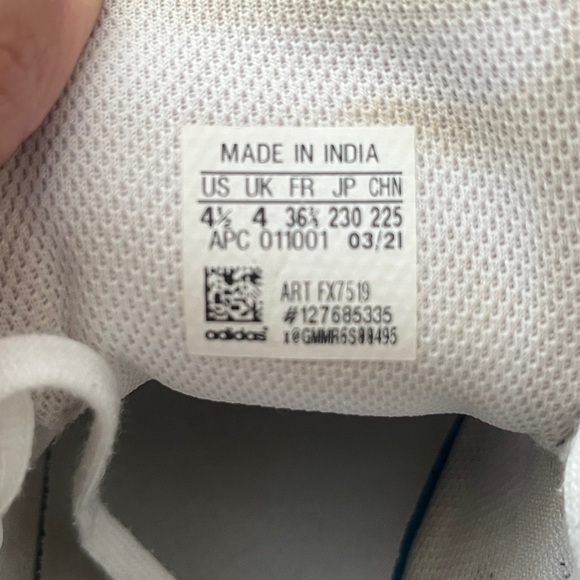 MADE IN INDIA
US UK FR JP CHN
4½ 4 36⅔ 230 225
APC 011001 03/21
ART FX7519
#127685335
adidas